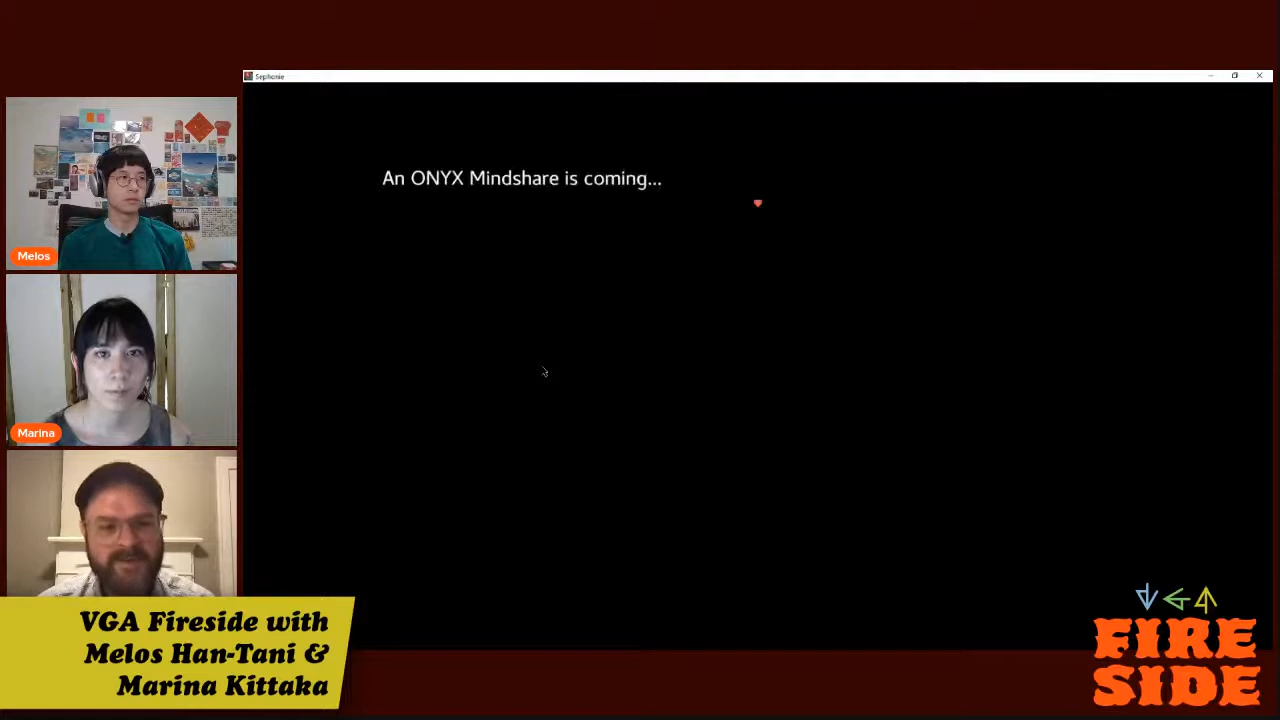 Sephonie
An ONYX Mindshare is coming...
Melos
Marina
VGA Fireside with
Melos Han-Tani &
Marina Kittaka
FIRE
SIDE